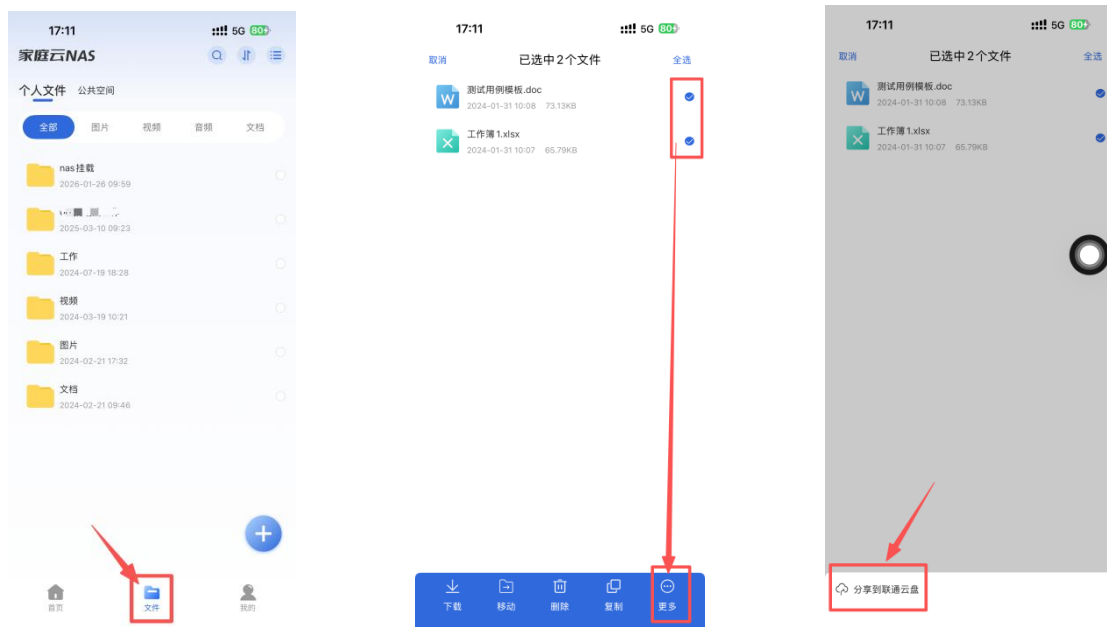 17:11
5G 80
家庭云NAS
个人文件 公共空间
全部 图片 视频 音频 文档
nas挂载
2026-01-26 09:59
2025-03-10 09:23
工作
2024-07-19 18:28
视频
2024-03-19 10:21
图片
2024-02-21 17:32
文档
2024-02-21 09:46
首页 文件 我的
17:11
5G 80
取消 已选中2个文件 全选
测试用例模板.doc
2024-01-31 10:08 73.13KB
工作簿1.xlsx
2024-01-31 10:07 65.79KB
下载 移动 删除 复制 更多
17:11
5G 80
取消 已选中2个文件 全选
测试用例模板.doc
2024-01-31 10:08 73.13KB
工作簿1.xlsx
2024-01-31 10:07 65.79KB
分享到联通云盘